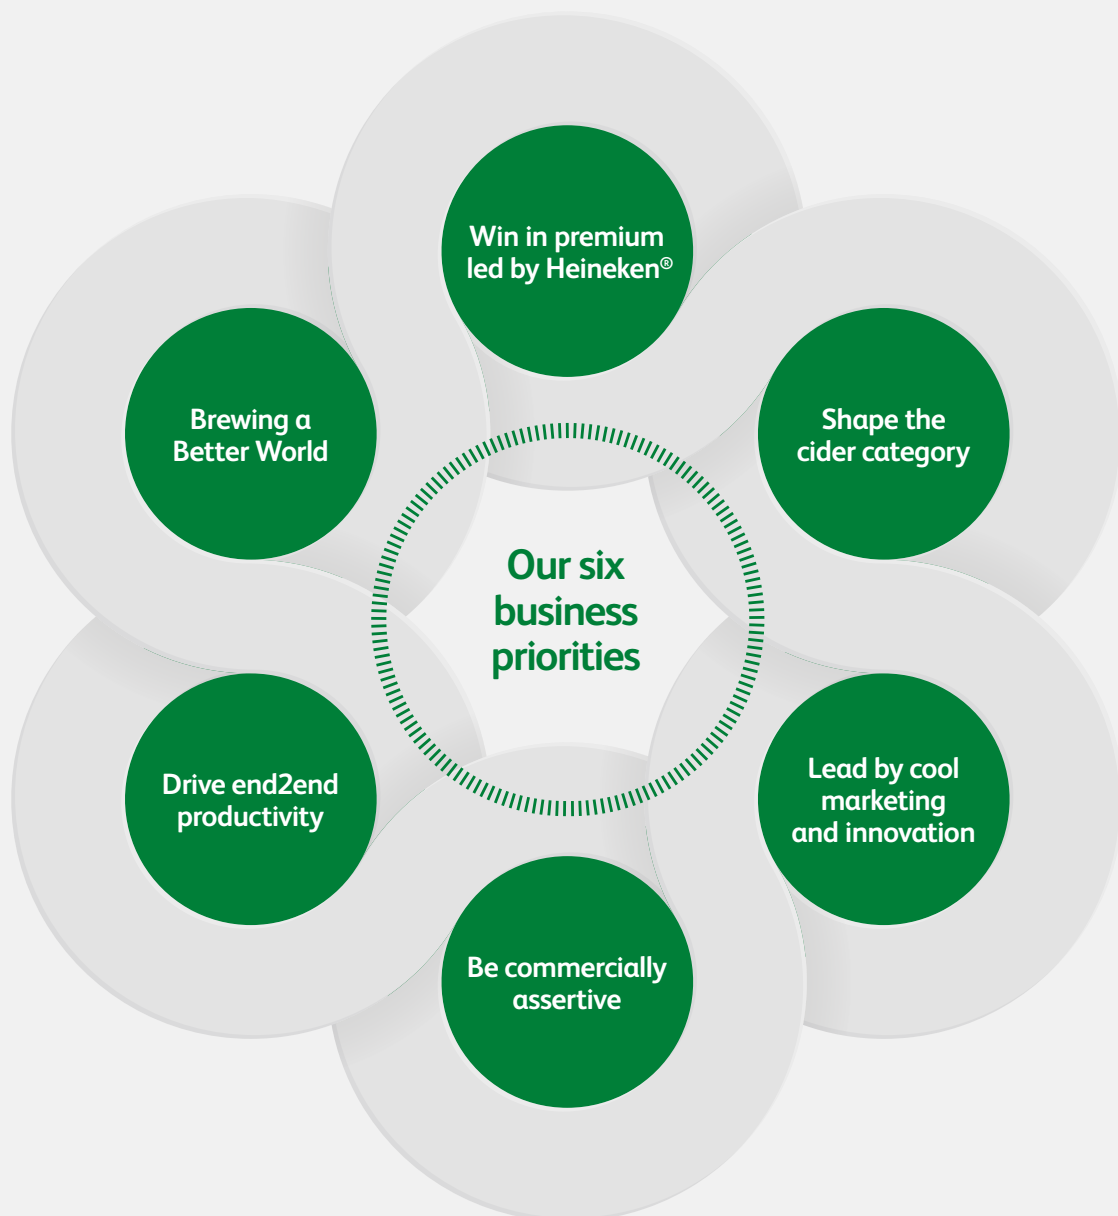 Win in premium
led by Heineken®
Shape the
cider category
Lead by cool
marketing
and innovation
Be commercially
assertive
Drive end2end
productivity
Brewing a
Better World
Our six
business
priorities